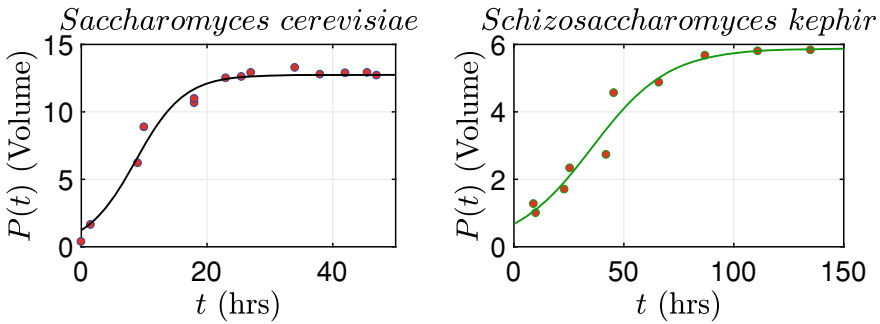 Saccharomyces cerevisiae
P(t) (Volume)
15
10
5
0
0 20 40
t (hrs)
Schizosaccharomyces kephir
P(t) (Volume)
6
4
2
0
0 50 100 150
t (hrs)